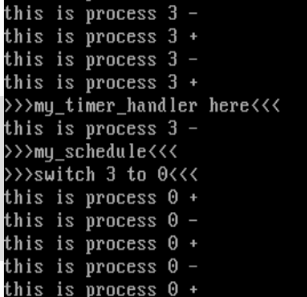 this is process 3 -
this is process 3 +
this is process 3 -
this is process 3 +
>>>my_timer_handler here<<<
this is process 3 -
>>>my_schedule<<<
>>>switch 3 to 0<<<
this is process 0 +
this is process 0 -
this is process 0 +
this is process 0 -
this is process 0 +